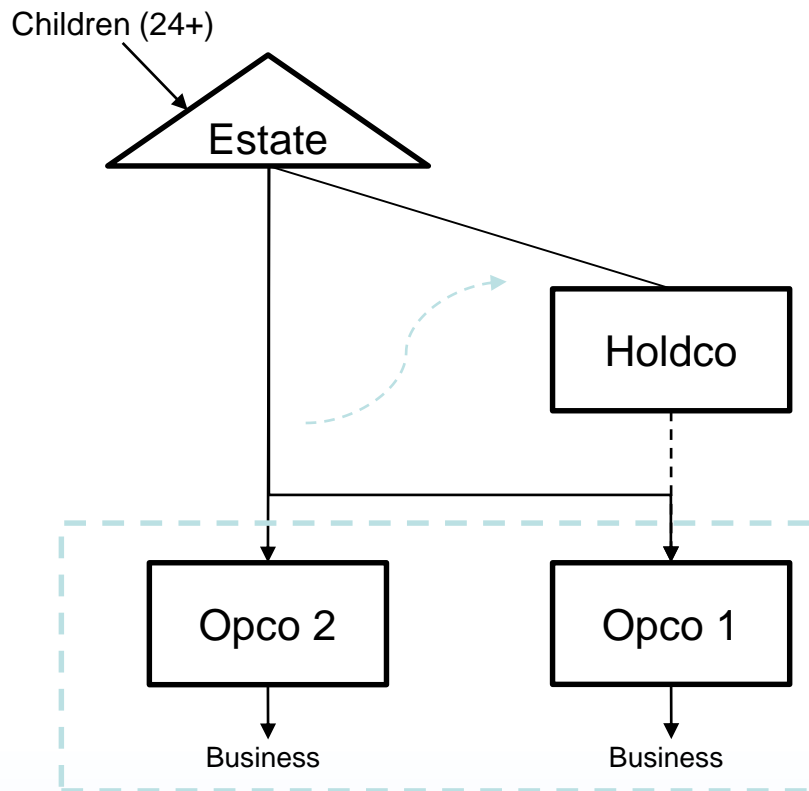 Children (24+)
Estate
Holdco
Opco 2
Opco 1
Business
Business